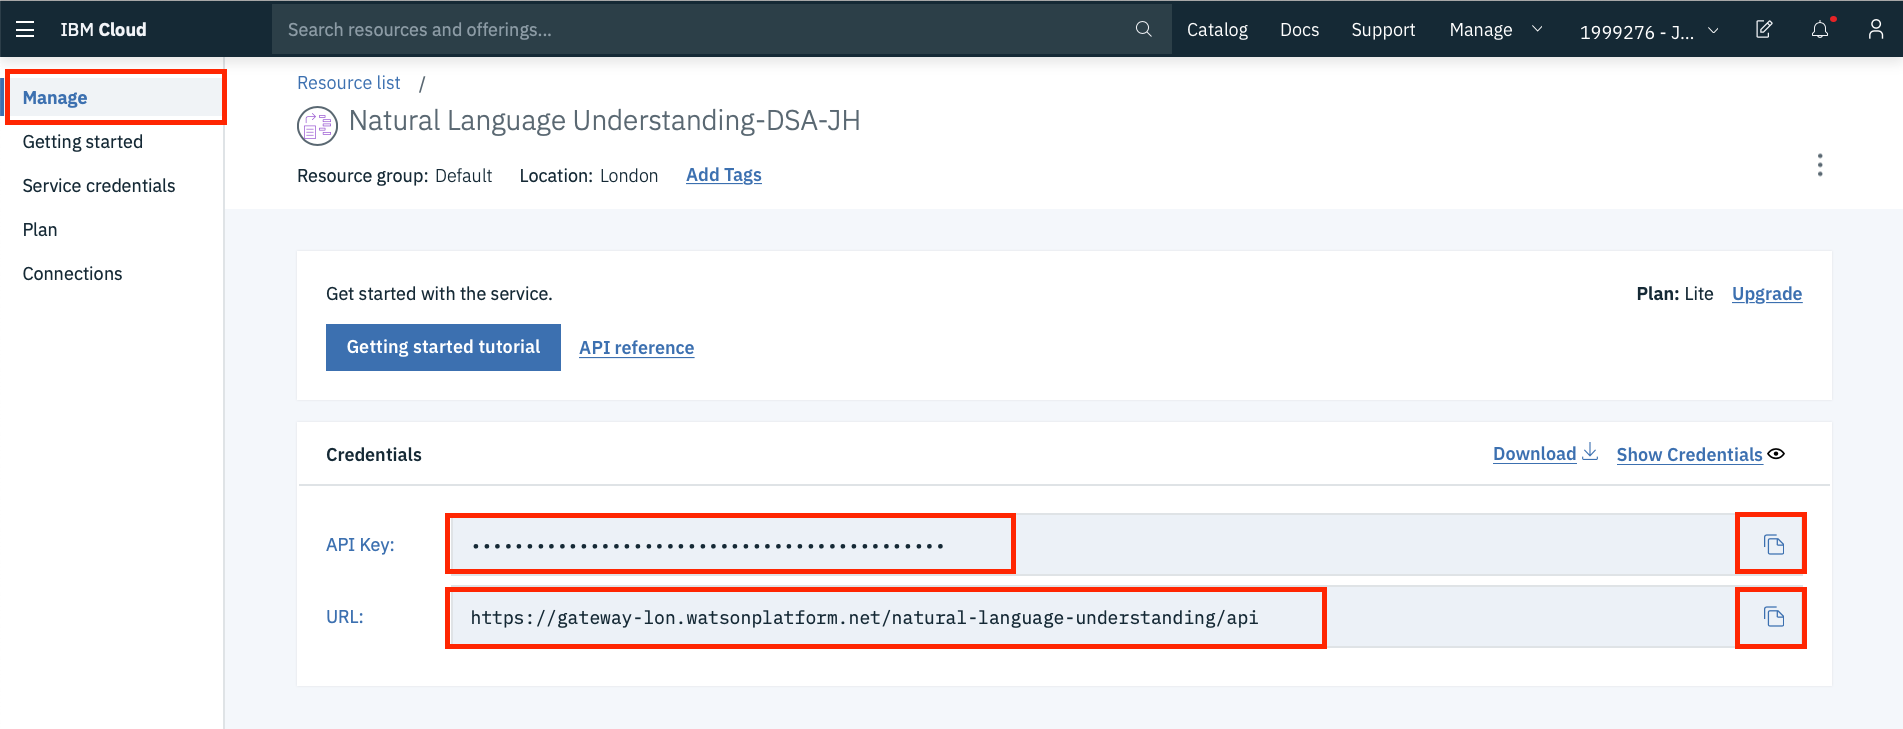 IBM Cloud
Search resources and offerings...
Catalog Docs Support Manage 1999276 - J...
Manage
Getting started
Service credentials
Plan
Connections
Resource list /
Natural Language Understanding-DSA-JH
Resource group: Default Location: London Add Tags
Get started with the service.
Plan: Lite Upgrade
Getting started tutorial API reference
Credentials
Download Show Credentials
API Key: ............................................
URL: https://gateway-lon.watsonplatform.net/natural-language-understanding/api